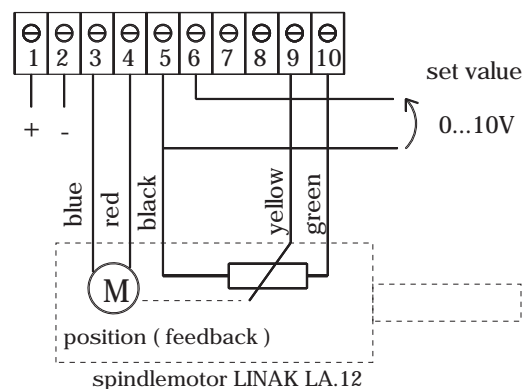 1 2 3 4 5 6 7 8 9 10
set value
+ -
0...10V
blue
red
black
yellow
green
M
position ( feedback )
spindlemotor LINAK LA.12